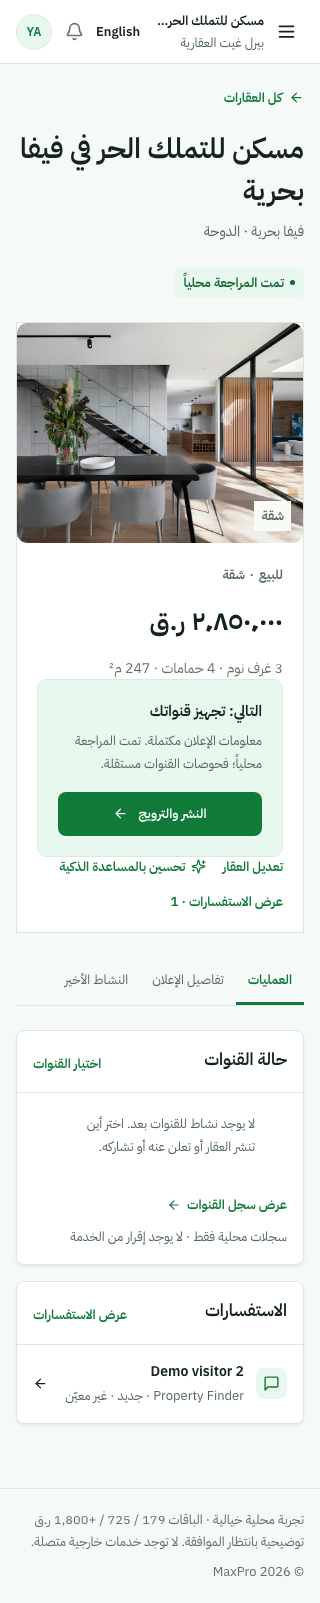 مسكن للتملك الحر...
بيرل غيت العقارية
English
YA
كل العقارات
مسكن للتملك الحر في فيفا
بحرية
فيفا بحرية · الدوحة
تمت المراجعة محلياً
شقة
للبيع · شقة
٢٬٨٥٠٬٠٠٠ ر.ق
3 غرف نوم · 4 حمامات · 247 م²
التالي: تجهيز قنواتك
معلومات الإعلان مكتملة. تمت المراجعة
محلياً؛ فحوصات القنوات مستقلة.
النشر والترويج
تعديل العقار
تحسين بالمساعدة الذكية
عرض الاستفسارات · 1
العمليات
تفاصيل الإعلان
النشاط الأخير
حالة القنوات
اختيار القنوات
لا يوجد نشاط للقنوات بعد. اختر أين
تنشر العقار أو تعلن عنه أو تشاركه.
عرض سجل القنوات
سجلات محلية فقط · لا يوجد إقرار من الخدمة
الاستفسارات
عرض الاستفسارات
Demo visitor 2
Property Finder · جديد · غير معيّن
تجربة محلية خيالية · الباقات 179 / 725 / +1,800 ر.ق
توضيحية بانتظار الموافقة. لا توجد خدمات خارجية متصلة.
© 2026 MaxPro